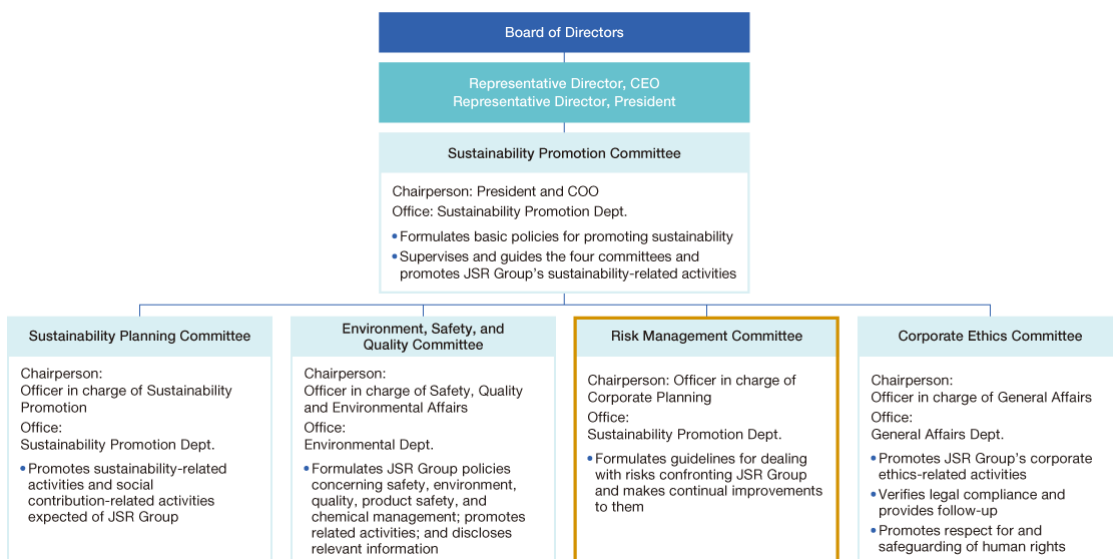 Board of Directors
Representative Director, CEO
Representative Director, President
Sustainability Promotion Committee
Chairperson: President and COO
Office: Sustainability Promotion Dept.
• Formulates basic policies for promoting sustainability
• Supervises and guides the four committees and
promotes JSR Group's sustainability-related activities
Sustainability Planning Committee
Chairperson:
Officer in charge of Sustainability
Promotion
Office:
Sustainability Promotion Dept.
• Promotes sustainability-related
activities and social
contribution-related activities
expected of JSR Group
Environment, Safety, and
Quality Committee
Chairperson:
Officer in charge of Safety, Quality
and Environmental Affairs
Office:
Environmental Dept.
• Formulates JSR Group policies
concerning safety, environment,
quality, product safety, and
chemical management; promotes
related activities; and discloses
relevant information
Risk Management Committee
Chairperson: Officer in charge of
Corporate Planning
Office:
Sustainability Promotion Dept.
• Formulates guidelines for dealing
with risks confronting JSR Group
and makes continual improvements
to them
Corporate Ethics Committee
Chairperson:
Officer in charge of General Affairs
Office:
General Affairs Dept.
• Promotes JSR Group's corporate
ethics-related activities
• Verifies legal compliance and
provides follow-up
• Promotes respect for and
safeguarding of human rights